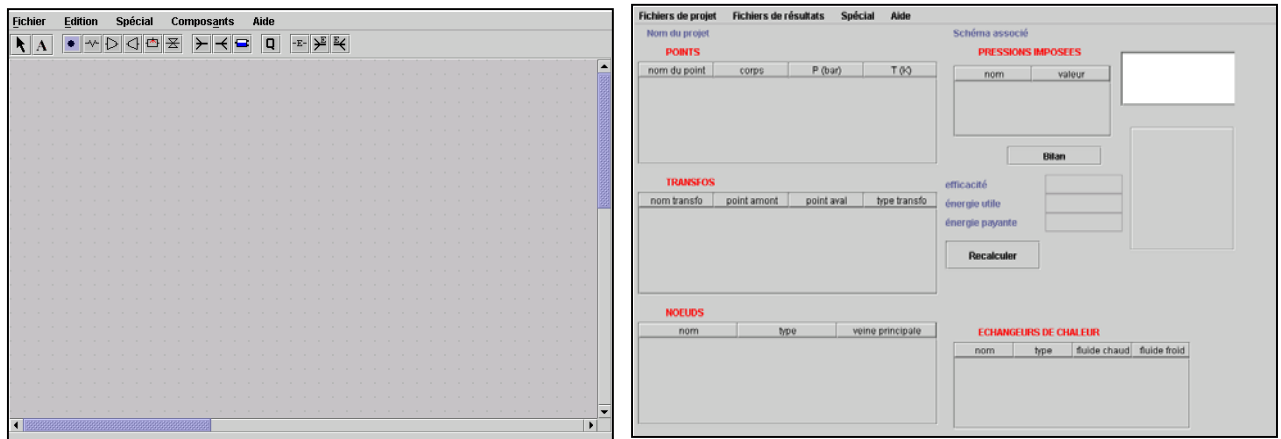 Fichier Edition Spécial Composants Aide
A Q -E- E E
Fichiers de projet Fichiers de résultats Spécial Aide
Nom du projet Schéma associé
POINTS PRESSIONS IMPOSEES
nom du point corps P (bar) T (K)
nom valeur
Bilan
TRANSFOS
nom transfo point amont point aval type transfo
efficacité
énergie utile
énergie payante
Recalculer
NOEUDS
nom type veine principale
ECHANGEURS DE CHALEUR
nom type fluide chaud fluide froid